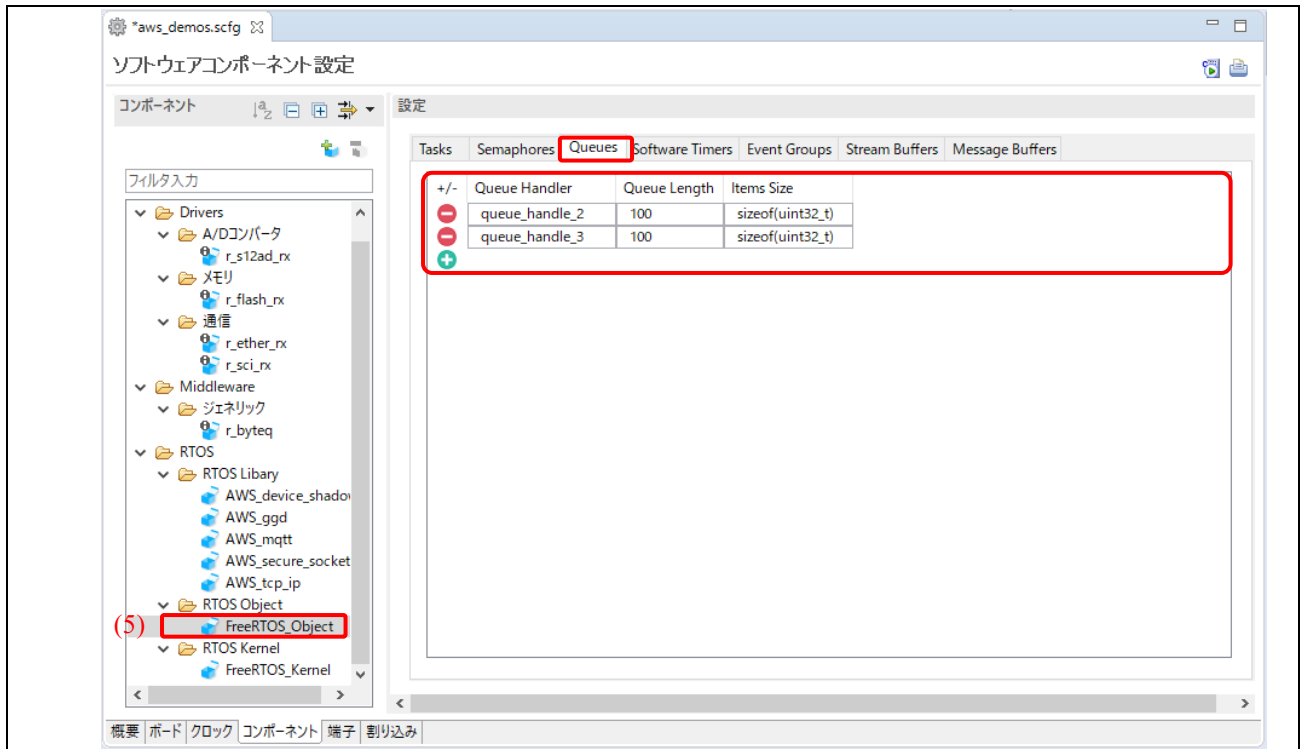 *aws_demos.scfg
ソフトウェアコンポーネント設定
コンポーネント
設定
フィルタ入力
Drivers
A/Dコンバータ
r_s12ad_rx
メモリ
r_flash_rx
通信
r_ether_rx
r_sci_rx
Middleware
ジェネリック
r_byteq
RTOS
RTOS Libary
AWS_device_shadow
AWS_ggd
AWS_mqtt
AWS_secure_socket
AWS_tcp_ip
RTOS Object
(5) FreeRTOS_Object
RTOS Kernel
FreeRTOS_Kernel
Tasks Semaphores Queues Software Timers Event Groups Stream Buffers Message Buffers
+/- Queue Handler Queue Length Items Size
queue_handle_2 100 sizeof(uint32_t)
queue_handle_3 100 sizeof(uint32_t)
概要 ボード クロック コンポーネント 端子 割り込み